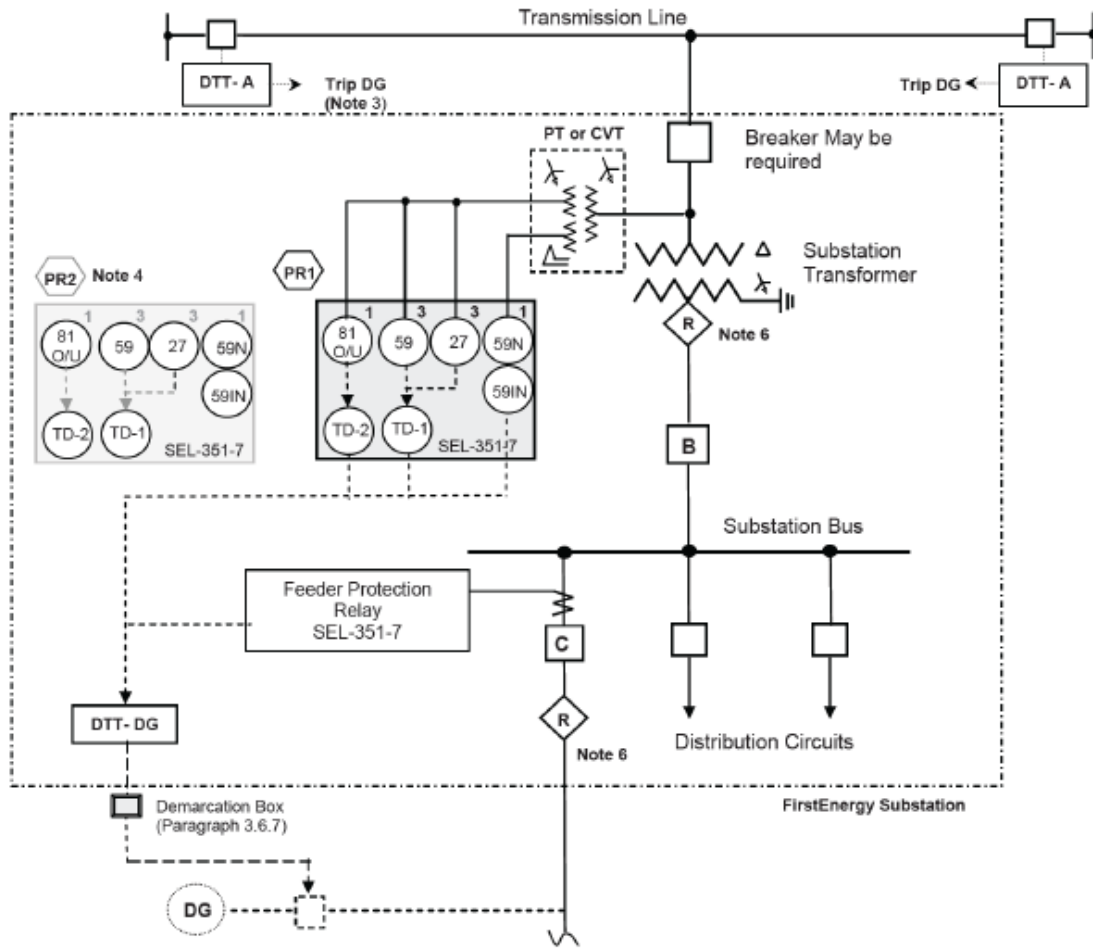 Transmission Line
DTT- A
Trip DG
(Note 3)
Trip DG
DTT- A
PT or CVT
Breaker May be
required
Δ
Substation
Transformer
R
Note 6
PR2
Note 4
1
3
3
1
81
O/U
59
27
59N
59IN
TD-2
TD-1
SEL-351-7
PR1
1
3
3
1
81
O/U
59
27
59N
59IN
TD-2
TD-1
SEL-351-7
B
Substation Bus
Feeder Protection
Relay
SEL-351-7
C
R
Note 6
Distribution Circuits
DTT- DG
Demarcation Box
(Paragraph 3.6.7)
FirstEnergy Substation
DG